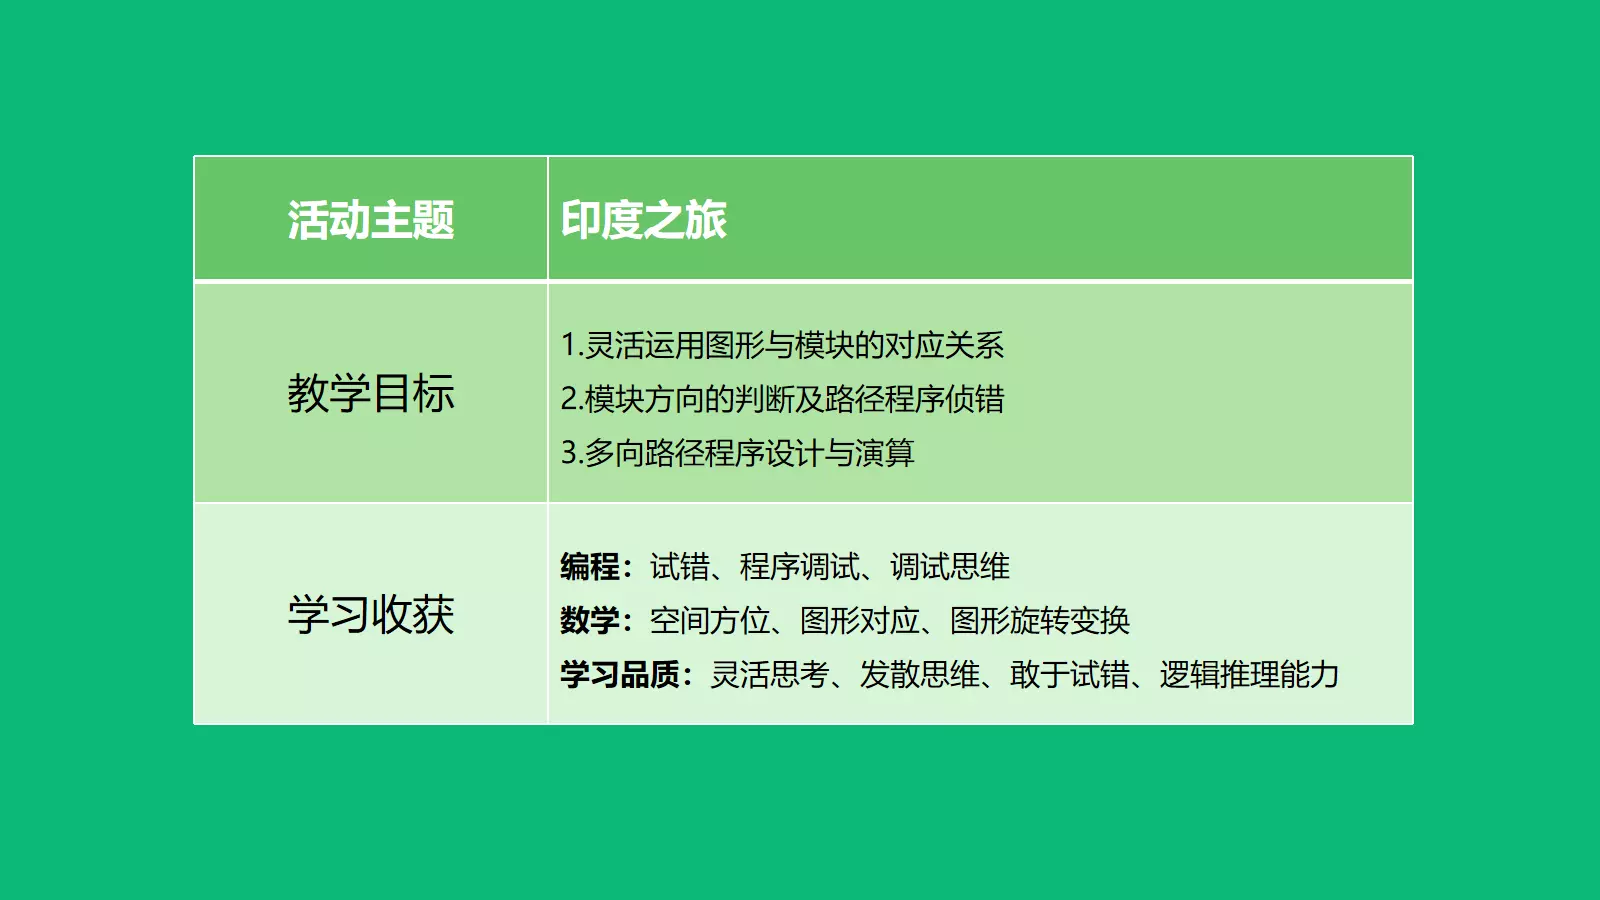 活动主题
印度之旅
教学目标
1.灵活运用图形与模块的对应关系
2.模块方向的判断及路径程序侦错
3.多向路径程序设计与演算
学习收获
编程：试错、程序调试、调试思维
数学：空间方位、图形对应、图形旋转变换
学习品质：灵活思考、发散思维、敢于试错、逻辑推理能力